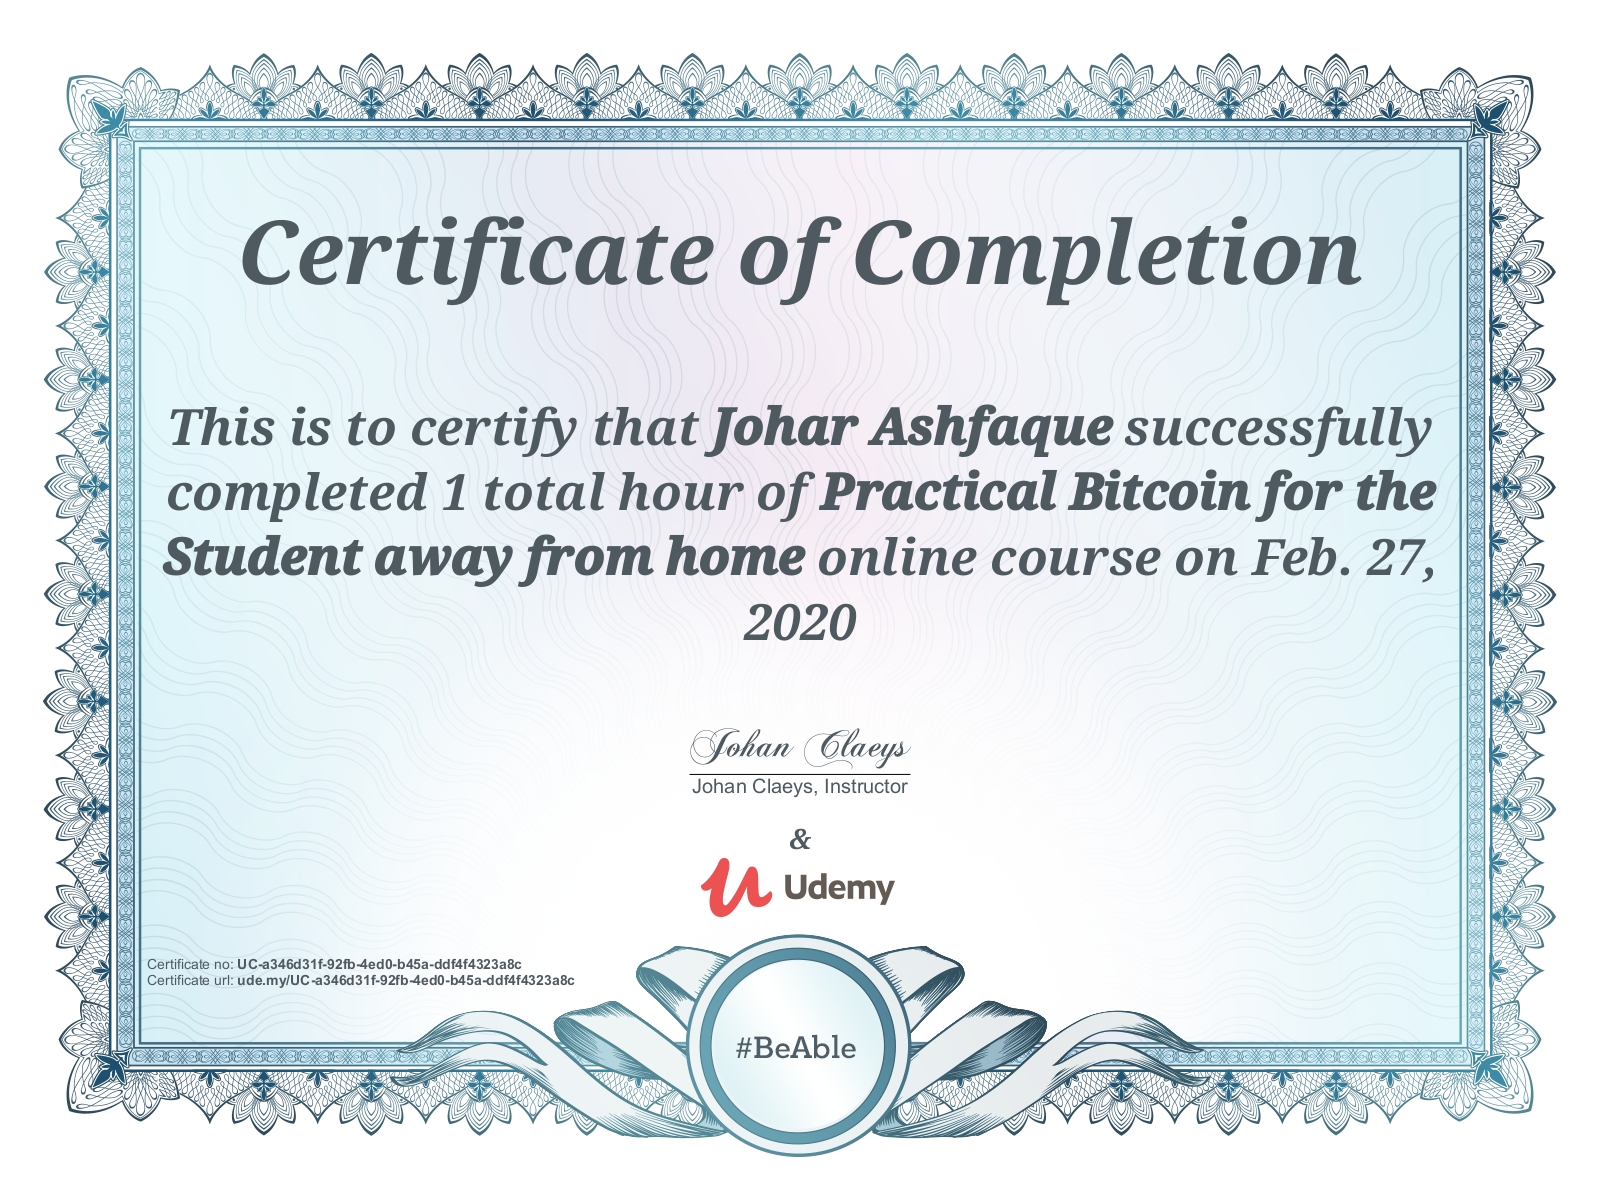 Certificate of Completion
This is to certify that Johar Ashfaque successfully
completed 1 total hour of Practical Bitcoin for the
Student away from home online course on Feb. 27,
2020
Johan Claeys
Johan Claeys, Instructor
&
Udemy
Certificate no: UC-a346d31f-92fb-4ed0-b45a-ddf4f4323a8c
Certificate url: ude.my/UC-a346d31f-92fb-4ed0-b45a-ddf4f4323a8c
#BeAble